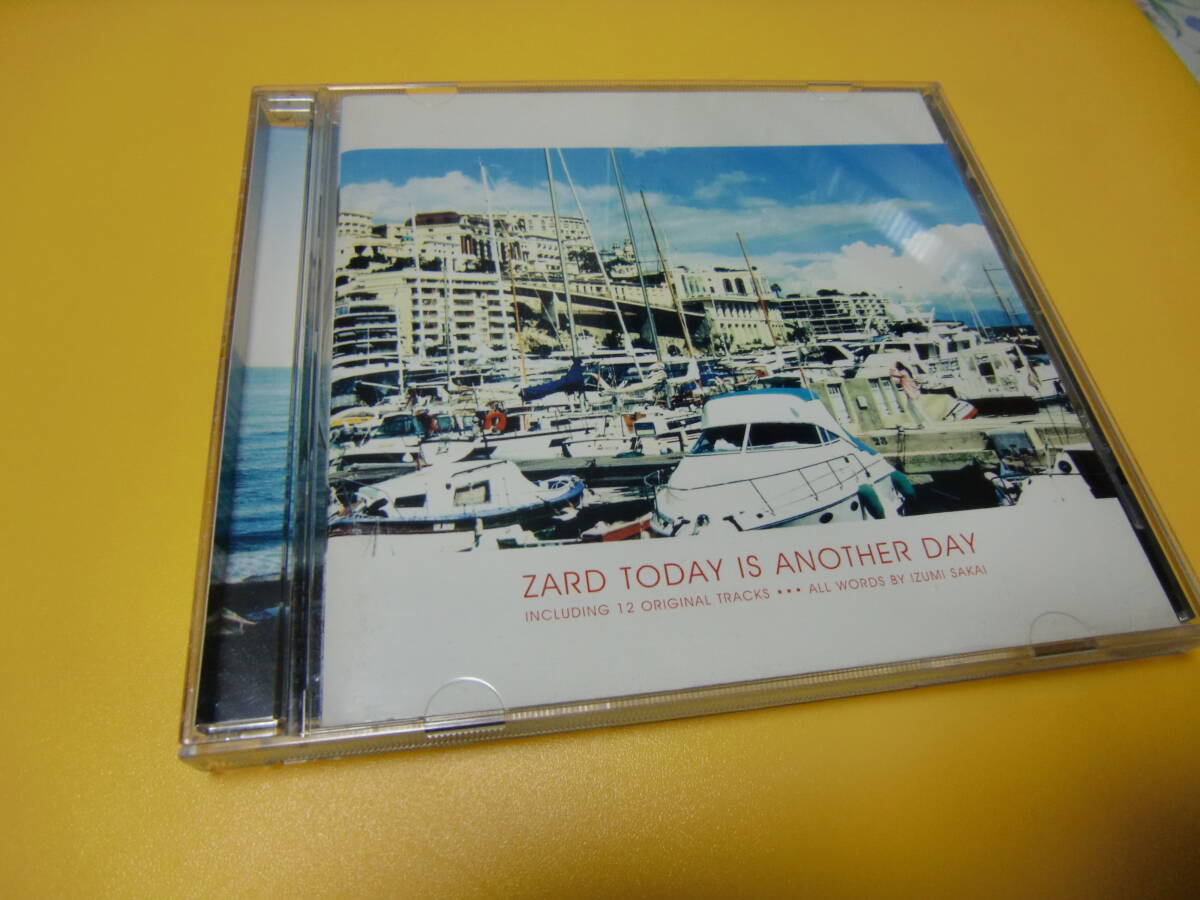 ZARD TODAY IS ANOTHER DAY
INCLUDING 12 ORIGINAL TRACKS ••• ALL WORDS BY IZUMI SAKAI